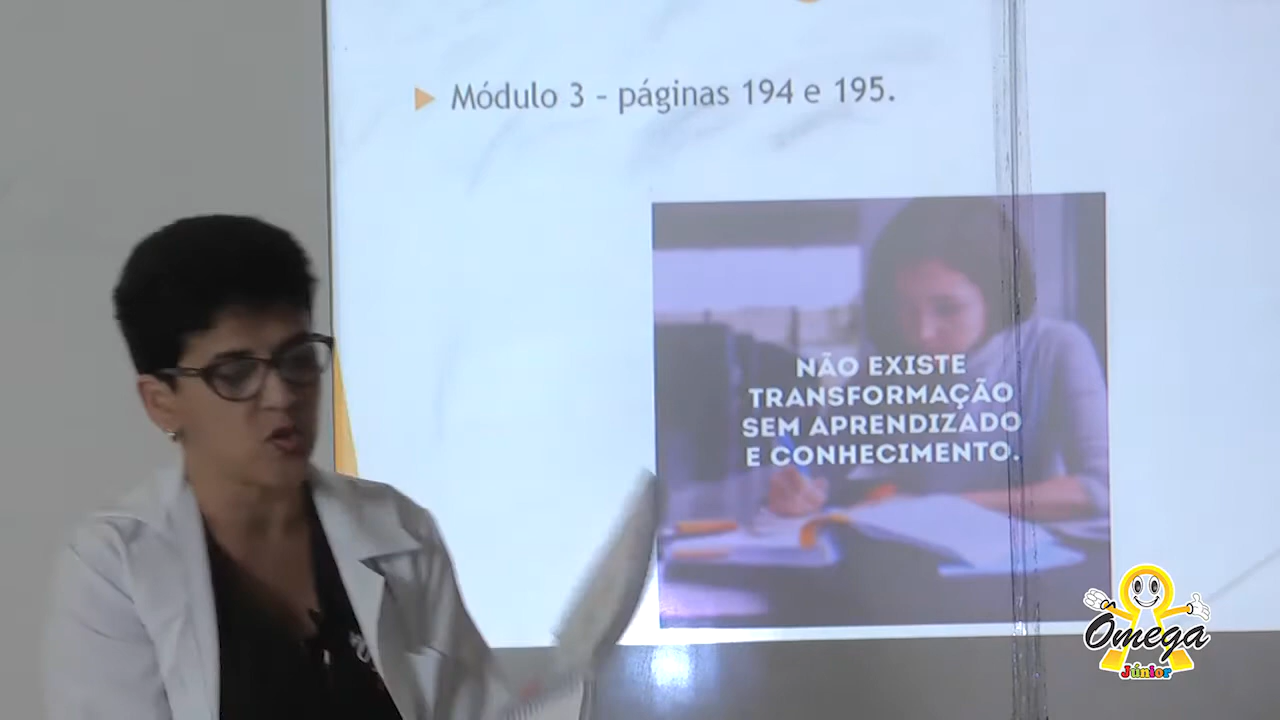 Módulo 3 - páginas 194 e 195.
NÃO EXISTE
TRANSFORMAÇÃO
SEM APRENDIZADO
E CONHECIMENTO.
Ômega
Júnior